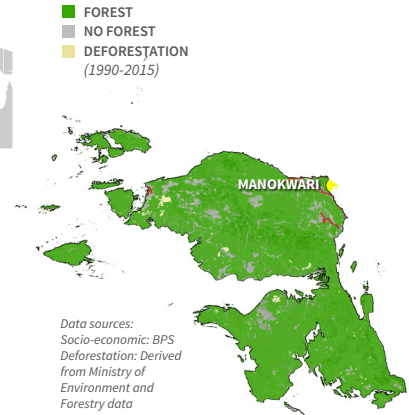 FOREST
NO FOREST
DEFORESTATION
(1990-2015)
MANOKWARI
Data sources:
Socio-economic: BPS
Deforestation: Derived
from Ministry of
Environment and
Forestry data